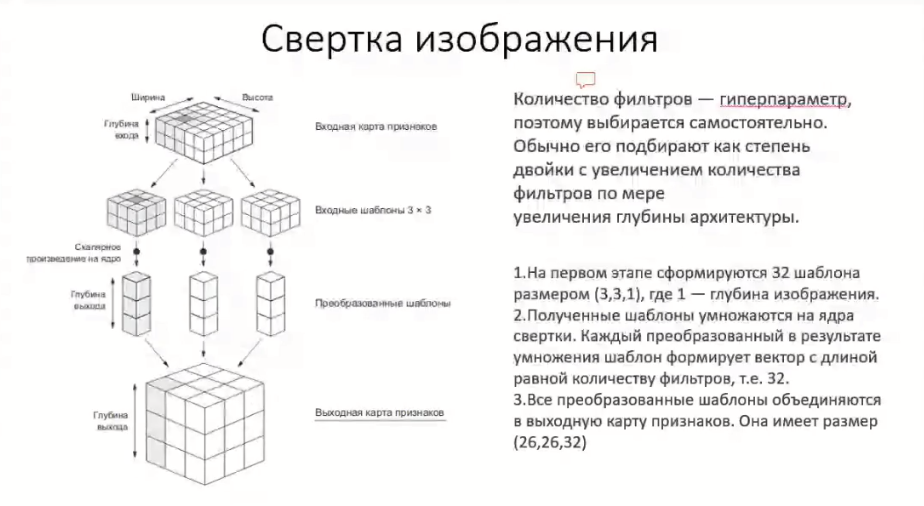 Свертка изображения
Ширина
Высота
Глубина
входа
Входная карта признаков
Входные шаблоны 3 × 3
Скалярное
произведение на ядро
Глубина
выхода
Преобразованные шаблоны
Глубина
выхода
Выходная карта признаков
Количество фильтров — гиперпараметр,
поэтому выбирается самостоятельно.
Обычно его подбирают как степень
двойки с увеличением количества
фильтров по мере
увеличения глубины архитектуры.
1.На первом этапе сформируются 32 шаблона
размером (3,3,1), где 1 — глубина изображения.
2.Полученные шаблоны умножаются на ядра
свертки. Каждый преобразованный в результате
умножения шаблон формирует вектор с длиной
равной количеству фильтров, т.е. 32.
3.Все преобразованные шаблоны объединяются
в выходную карту признаков. Она имеет размер
(26,26,32)